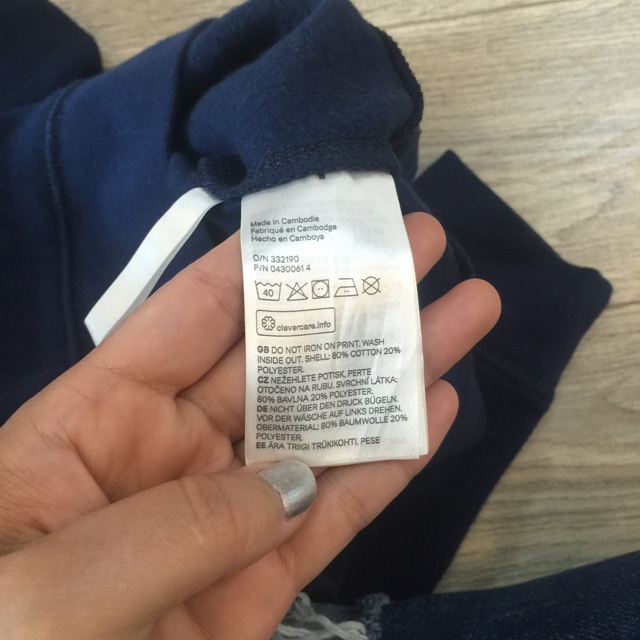 Made in Cambodia
Fabriqué en Cambodge
Hecho en Camboya
O/N 332190
P/N 04300614
40
clevercare.info
GB DO NOT IRON ON PRINT. WASH
INSIDE OUT. SHELL: 80% COTTON 20%
POLYESTER.
CZ NEŽEHLETE POTISK. PERTE
OTOČENO NA RUBU. SVRCHNÍ LÁTKA:
80% BAVLNA 20% POLYESTER.
DE NICHT ÜBER DEN DRUCK BÜGELN.
VOR DER WÄSCHE AUF LINKS DREHEN.
OBERMATERIAL: 80% BAUMWOLLE 20%
POLYESTER.
EE ÄRA TRIIGI TRÜKIKOHTI, PESE